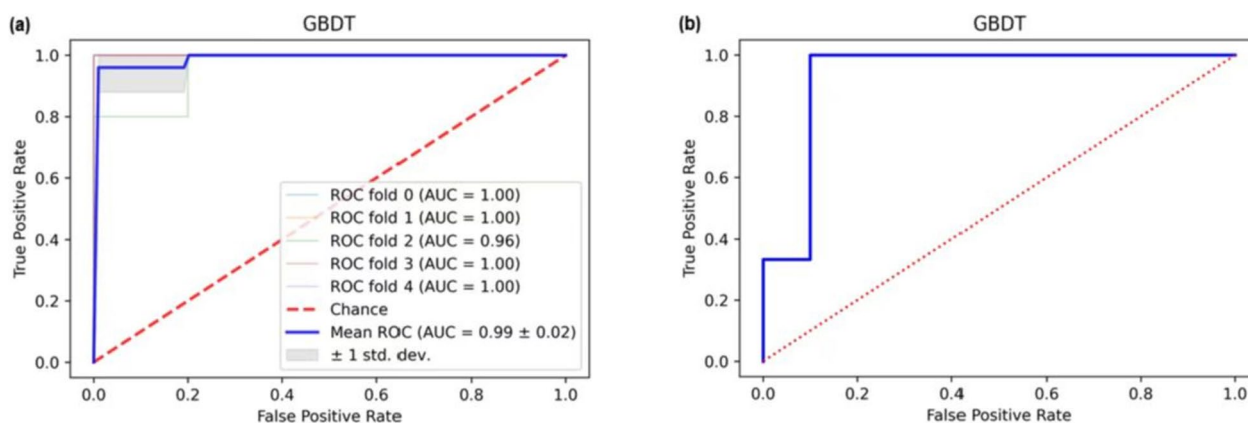 (a)
GBDT
1.0
0.8
0.6
0.4
0.2
0.0
True Positive Rate
ROC fold 0 (AUC = 1.00)
ROC fold 1 (AUC = 1.00)
ROC fold 2 (AUC = 0.96)
ROC fold 3 (AUC = 1.00)
ROC fold 4 (AUC = 1.00)
Chance
Mean ROC (AUC = 0.99 ± 0.02)
± 1 std. dev.
0.0 0.2 0.4 0.6 0.8 1.0
False Positive Rate
(b)
GBDT
1.0
0.8
0.6
0.4
0.2
0.0
True Positive Rate
0.0 0.2 0.4 0.6 0.8 1.0
False Positive Rate